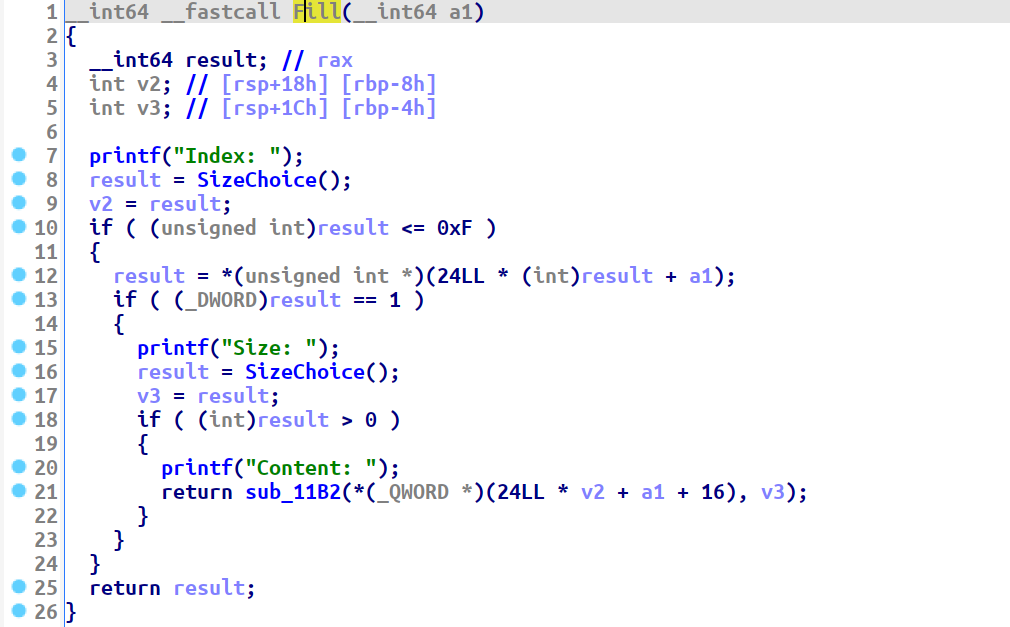 1 __int64 __fastcall Fill(__int64 a1)
2 {
3   __int64 result; // rax
4   int v2; // [rsp+18h] [rbp-8h]
5   int v3; // [rsp+1Ch] [rbp-4h]
6
7   printf("Index: ");
8   result = SizeChoice();
9   v2 = result;
10   if ( (unsigned int)result <= 0xF )
11   {
12     result = *(unsigned int *)(24LL * (int)result + a1);
13     if ( (_DWORD)result == 1 )
14     {
15       printf("Size: ");
16       result = SizeChoice();
17       v3 = result;
18       if ( (int)result > 0 )
19       {
20         printf("Content: ");
21         return sub_11B2(*(_QWORD *)(24LL * v2 + a1 + 16), v3);
22       }
23     }
24   }
25   return result;
26 }